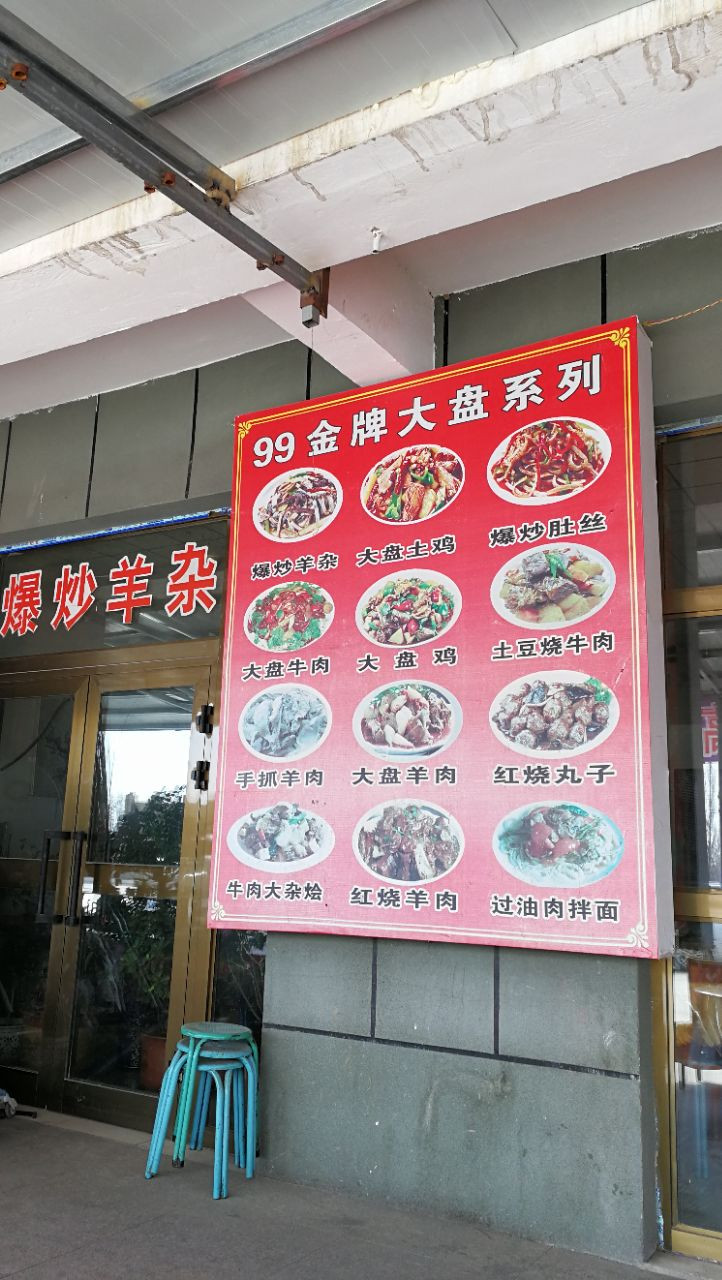 99金牌大盘系列
爆炒羊杂 大盘土鸡 爆炒肚丝
大盘牛肉 大盘鸡 土豆烧牛肉
手抓羊肉 大盘羊肉 红烧丸子
牛肉大杂烩 红烧羊肉 过油肉拌面
爆炒羊杂